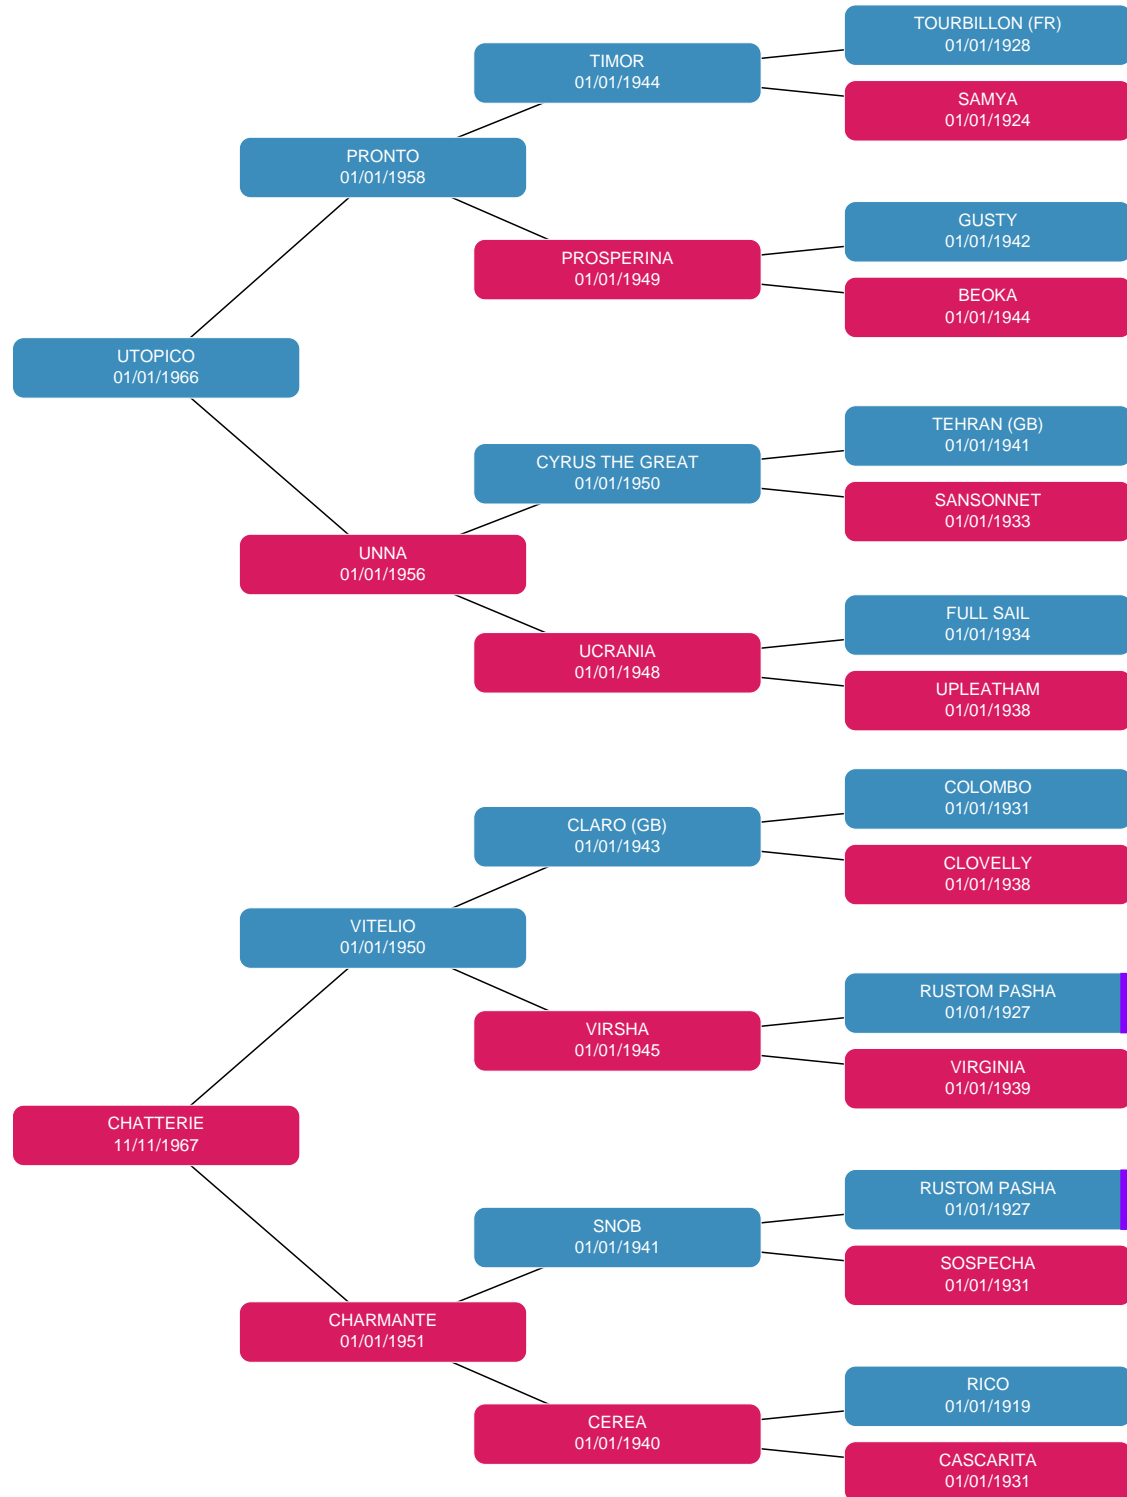 TOURBILLON (FR)
01/01/1928
TIMOR
01/01/1944
SAMYA
01/01/1924
PRONTO
01/01/1958
GUSTY
01/01/1942
PROSPERINA
01/01/1949
BEOKA
01/01/1944
UTOPICO
01/01/1966
TEHRAN (GB)
01/01/1941
CYRUS THE GREAT
01/01/1950
SANSONNET
01/01/1933
UNNA
01/01/1956
FULL SAIL
01/01/1934
UCRANIA
01/01/1948
UPLEATHAM
01/01/1938
COLOMBO
01/01/1931
CLARO (GB)
01/01/1943
CLOVELLY
01/01/1938
VITELIO
01/01/1950
RUSTOM PASHA
01/01/1927
VIRSHA
01/01/1945
VIRGINIA
01/01/1939
CHATTERIE
11/11/1967
RUSTOM PASHA
01/01/1927
SNOB
01/01/1941
SOSPECHA
01/01/1931
CHARMANTE
01/01/1951
RICO
01/01/1919
CEREA
01/01/1940
CASCARITA
01/01/1931